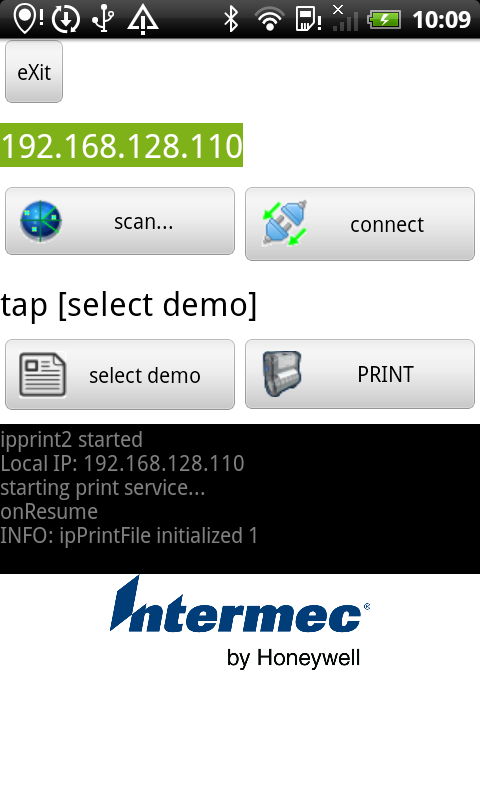 10:09
eXit
192.168.128.110
scan...
connect
tap [select demo]
select demo
PRINT
ipprint2 started
Local IP: 192.168.128.110
starting print service...
onResume
INFO: ipPrintFile initialized 1
Intermec®
by Honeywell